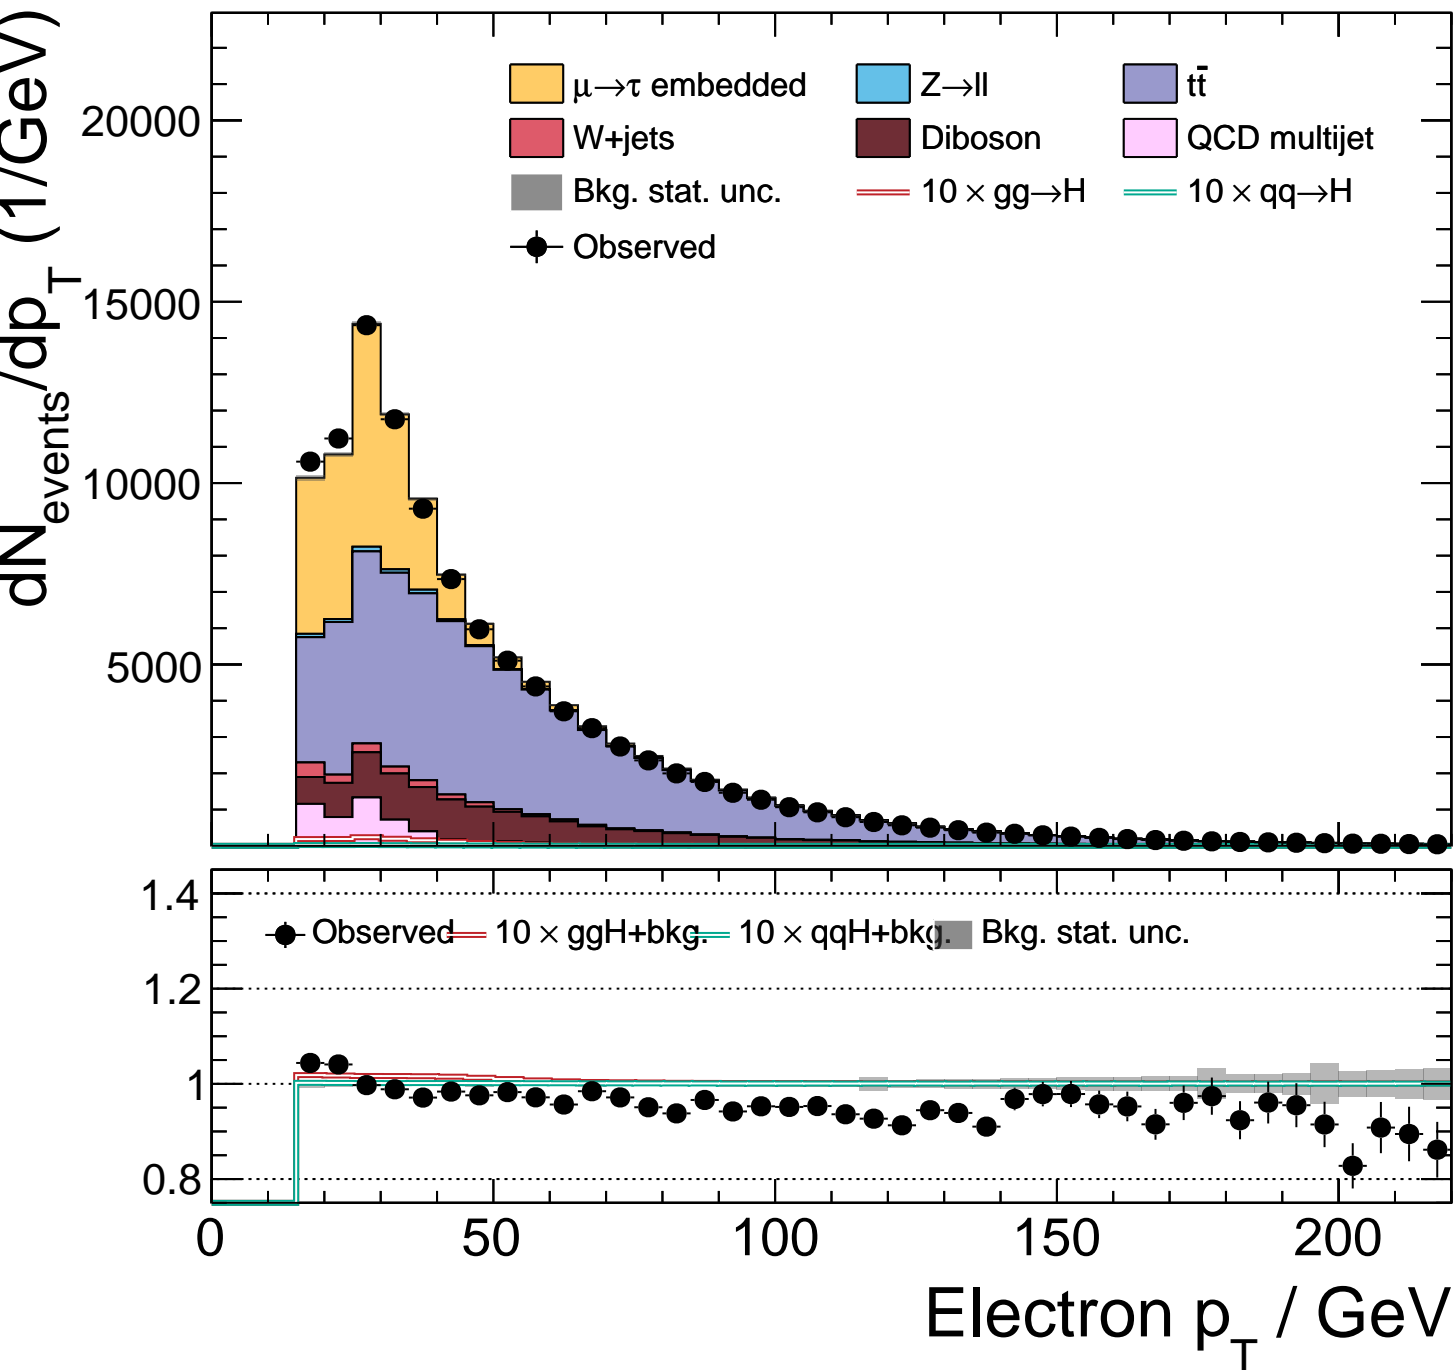 dN_events/dp_T (1/GeV)
20000
15000
10000
5000
μ→τ embedded
Z→ll
tt̄
W+jets
Diboson
QCD multijet
Bkg. stat. unc.
10 × gg→H
10 × qq→H
Observed
1.4
1.2
1
0.8
Observed
10 × ggH+bkg.
10 × qqH+bkg.
Bkg. stat. unc.
0 50 100 150 200
Electron p_T / GeV